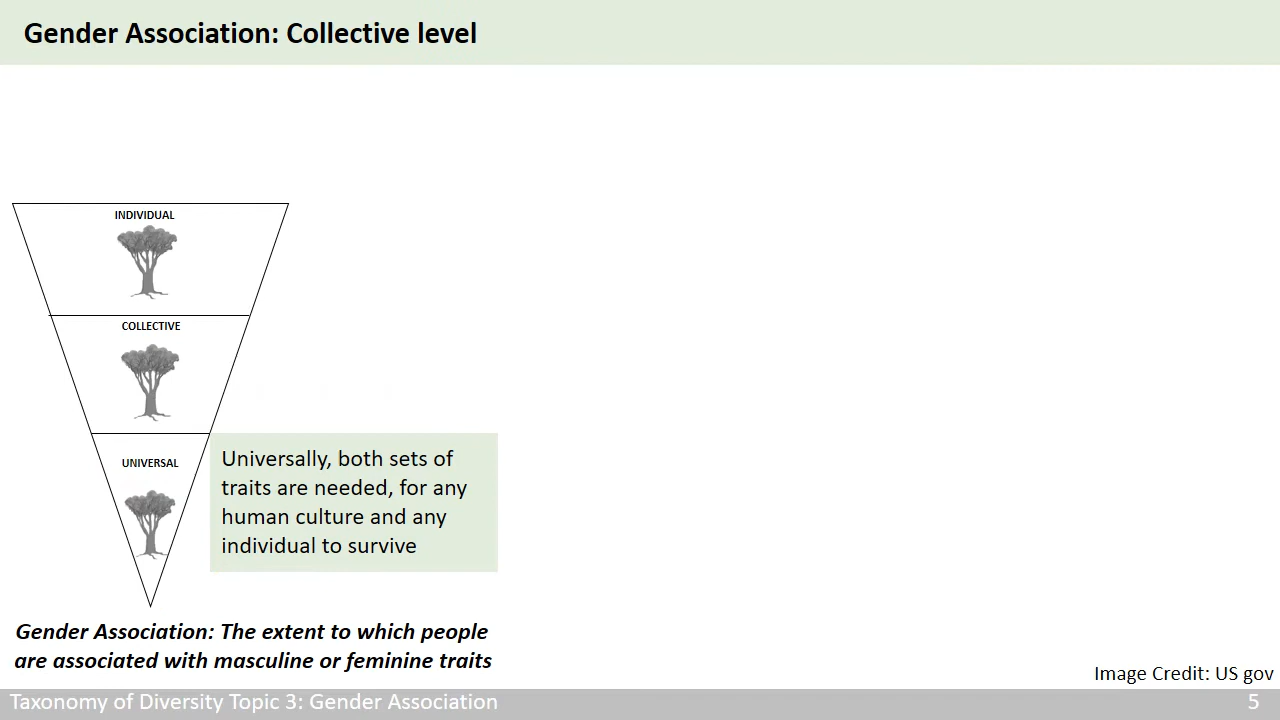 Gender Association: Collective level
INDIVIDUAL
COLLECTIVE
UNIVERSAL
Universally, both sets of
traits are needed, for any
human culture and any
individual to survive
Gender Association: The extent to which people
are associated with masculine or feminine traits
Image Credit: US gov
Taxonomy of Diversity Topic 3: Gender Association
5